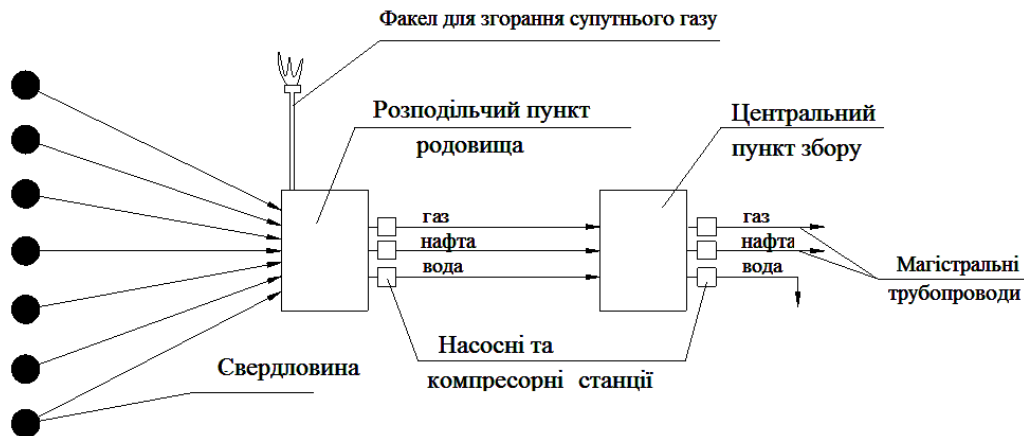 Факел для згорання супутнього газу
Розподільчий пункт
родовища
Центральний
пункт збору
газ
нафта
вода
газ
нафта
вода
Магістральні
трубопроводи
Насосні та
компресорні станції
Свердловина